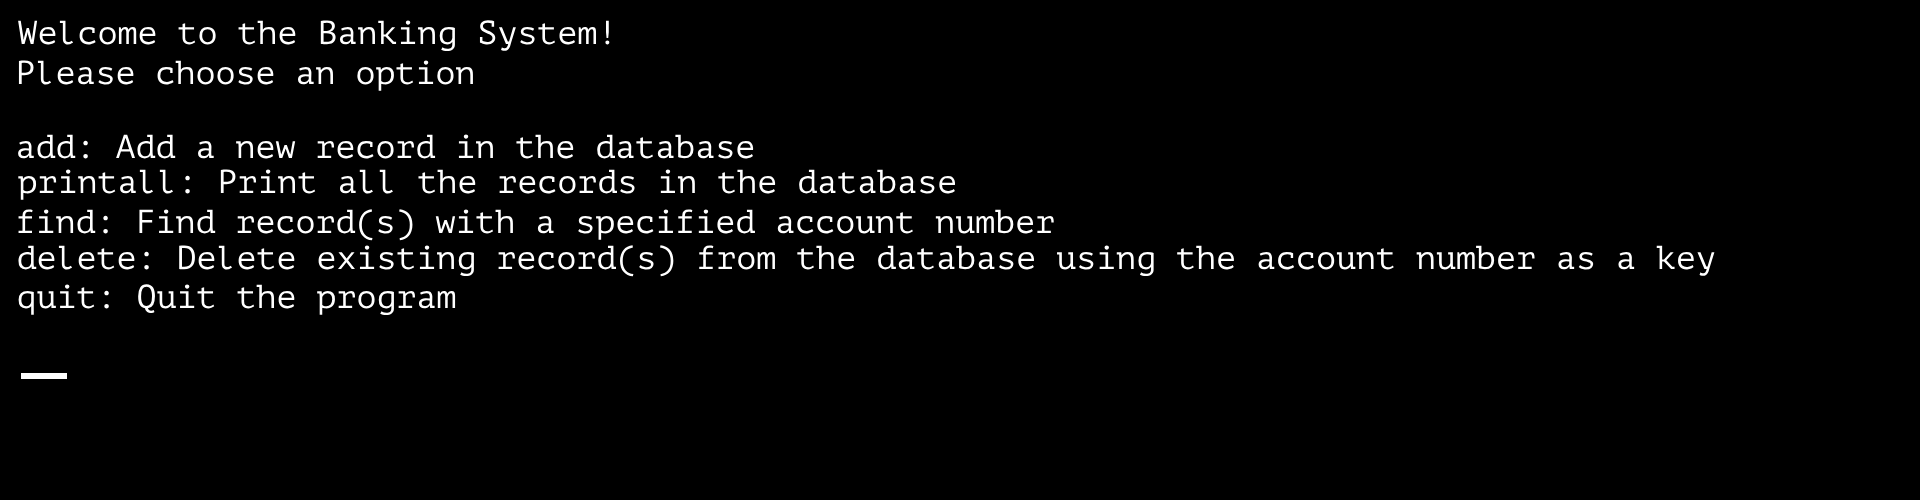 Welcome to the Banking System!
Please choose an option
add: Add a new record in the database
printall: Print all the records in the database
find: Find record(s) with a specified account number
delete: Delete existing record(s) from the database using the account number as a key
quit: Quit the program